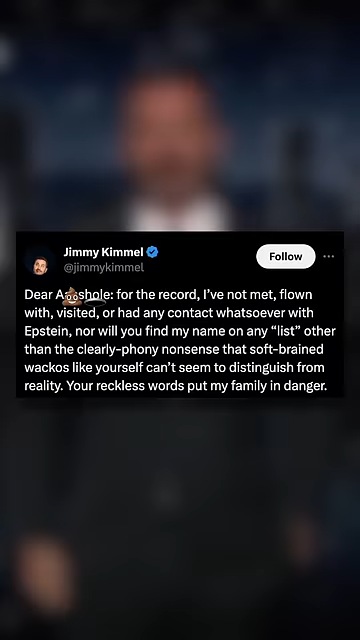 Jimmy Kimmel
@jimmykimmel
Follow
Dear A💩shole: for the record, I’ve not met, flown
with, visited, or had any contact whatsoever with
Epstein, nor will you find my name on any “list” other
than the clearly-phony nonsense that soft-brained
wackos like yourself can’t seem to distinguish from
reality. Your reckless words put my family in danger.